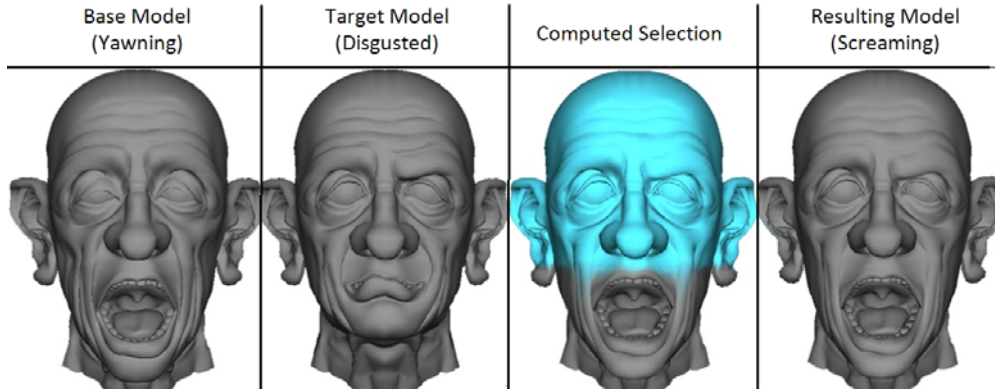 Base Model
(Yawning)
Target Model
(Disgusted)
Computed Selection
Resulting Model
(Screaming)